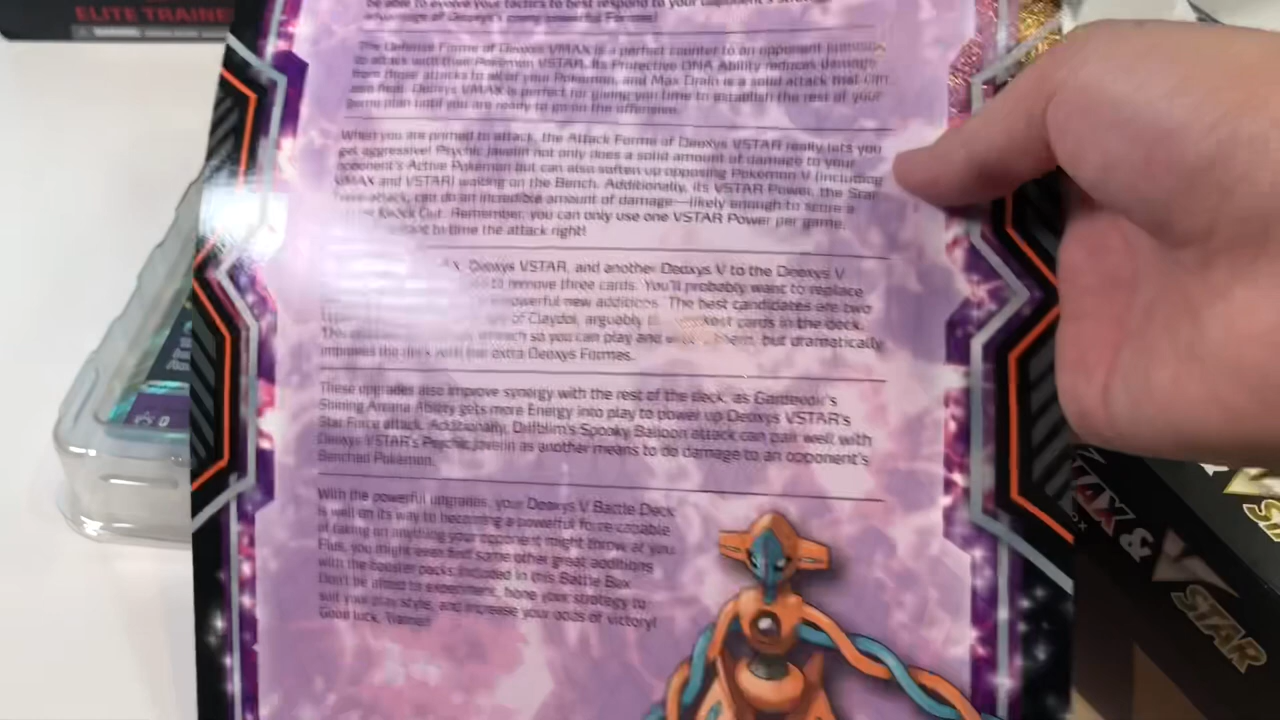 ELITE TRAINE
be able to evolve your tactics to best respond to your opponent's
advantage of Deoxys's many powerful Formes!
The Defense Forme of Deoxys VMAX is a perfect counter to an opponent
to attack with their Pokémon VSTAR. Its Protective DNA Ability reduces damage
from those attacks to all of your Pokémon, and Max Drain is a solid attack that can
also heal. Deoxys VMAX is perfect for giving you time to establish the rest of your
game plan until you are ready to go on the offensive.
When you are primed to attack, the Attack Forme of Deoxys VSTAR really lets you
get aggressive! Psychic Javelin not only does a solid amount of damage to your
opponent's Active Pokémon but can also soften up opposing Pokémon V (including
VMAX and VSTAR) waiting on the Bench. Additionally, its VSTAR Power, the Star
Force attack, can do an incredible amount of damage—likely enough to score a
Knock Out. Remember, you can only use one VSTAR Power per game,
to time the attack right!
Deoxys VSTAR, and another Deoxys V to the Deoxys V
to remove three cards. You'll probably want to replace
powerful new additions. The best candidates are two
of Claydol, arguably cards in the deck.
so you can play and but dramatically
improves the deck with the extra Deoxys Formes.
These upgrades also improve synergy with the rest of the deck, as Gardevoir's
Shining Arcana Ability gets more Energy into play to power up Deoxys VSTAR's
Star Force attack. Additionally, Drifblim's Spooky Balloon attack can pair well with
Deoxys VSTAR's Psychic Javelin as another means to do damage to an opponent's
Benched Pokémon.
With the powerful upgrades, your Deoxys V Battle Deck
is well on its way to becoming a powerful force capable
of taking on anything your opponent might throw at you.
Plus, you might even find some other great additions
with the booster packs included in this Battle Box.
Don't be afraid to experiment, hone your strategy to
suit your play style, and increase your odds of victory!
Good luck, Trainer!
MAX &
V
STAR